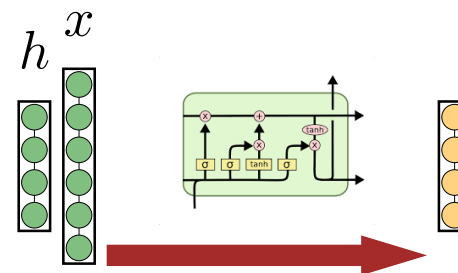 x
h
x +
tanh
x x
σ σ tanh σ